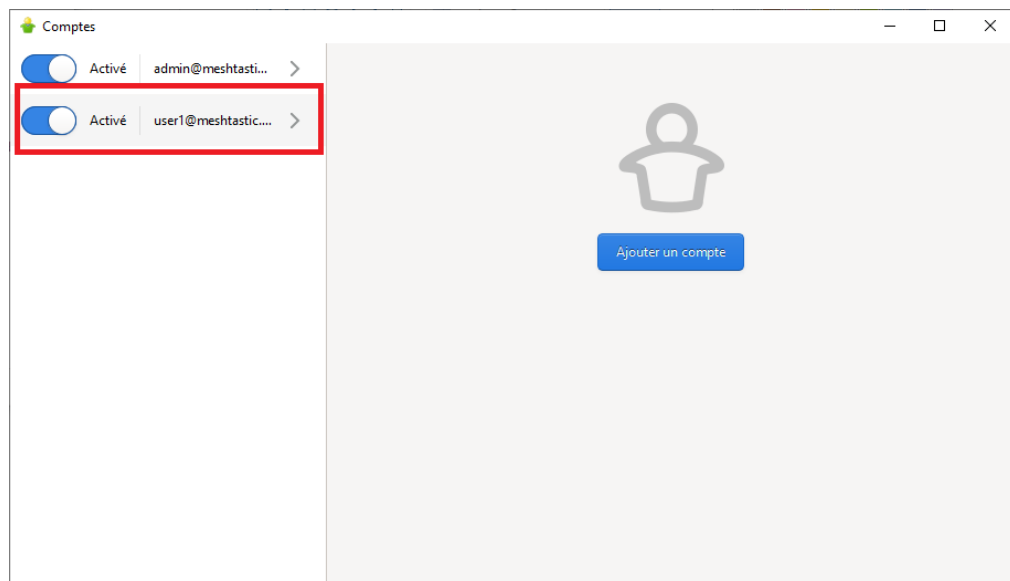 Comptes
Activé admin@meshtasti...
Activé user1@meshtastic....
Ajouter un compte